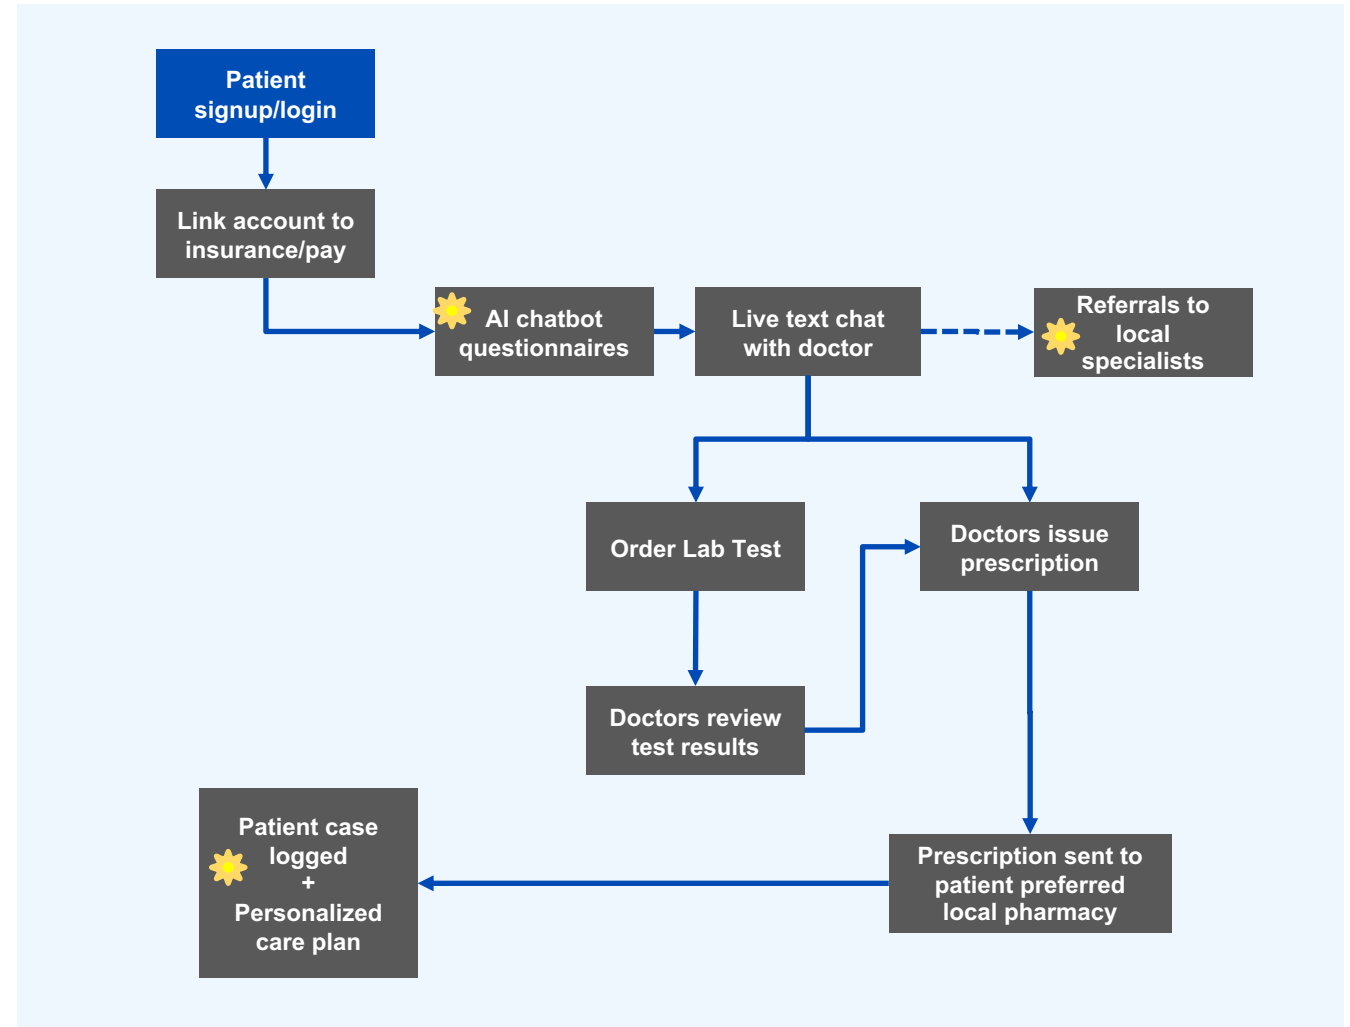 Patient
signup/login
Link account to
insurance/pay
AI chatbot
questionnaires
Live text chat
with doctor
Referrals to
local
specialists
Order Lab Test
Doctors issue
prescription
Doctors review
test results
Patient case
logged
+
Personalized
care plan
Prescription sent to
patient preferred
local pharmacy